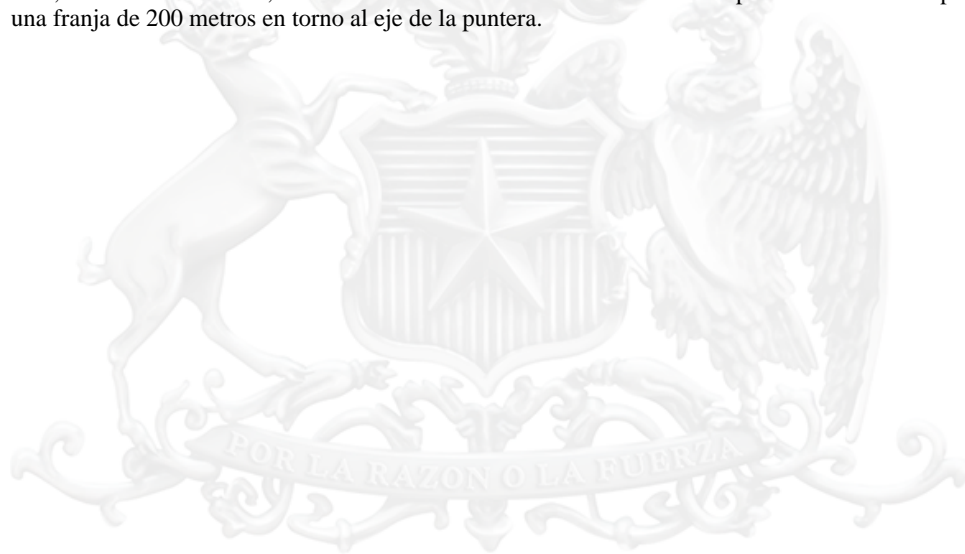 una franja de 200 metros en torno al eje de la puntera.
POR LA RAZON O LA FUERZA